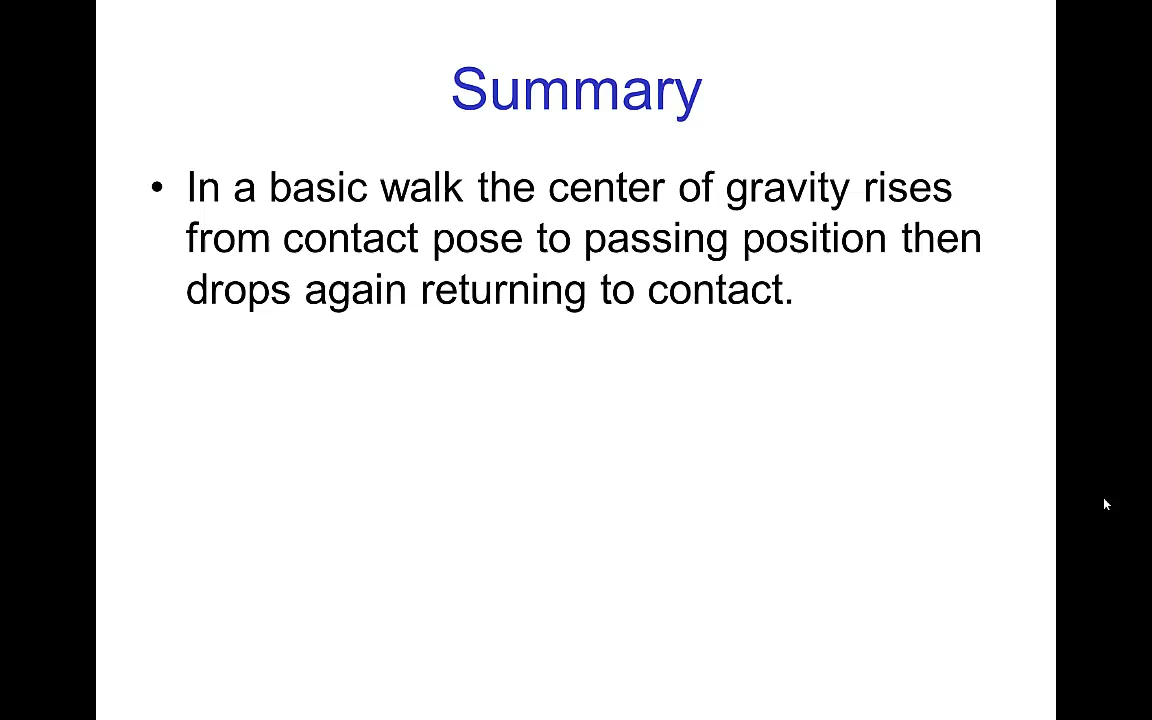 Summary
• In a basic walk the center of gravity rises
from contact pose to passing position then
drops again returning to contact.